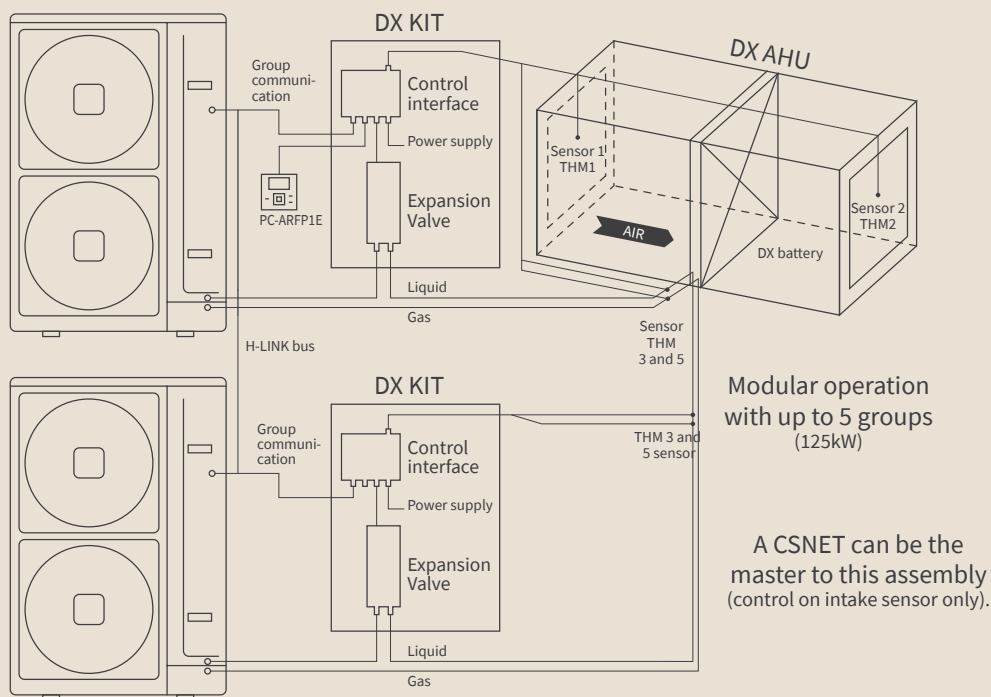 DX KIT
DX AHU
Group
communi-
cation
Control
interface
Power supply
Sensor 1
THM1
Sensor 2
THM2
PC-ARFP1E
Expansion
Valve
AIR
DX battery
Liquid
Gas
Sensor
THM
3 and 5
H-LINK bus
DX KIT
Modular operation
with up to 5 groups
(125kW)
Group
communi-
cation
Control
interface
THM 3 and
5 sensor
Power supply
Expansion
Valve
A CSNET can be the
master to this assembly
(control on intake sensor only).
Liquid
Gas